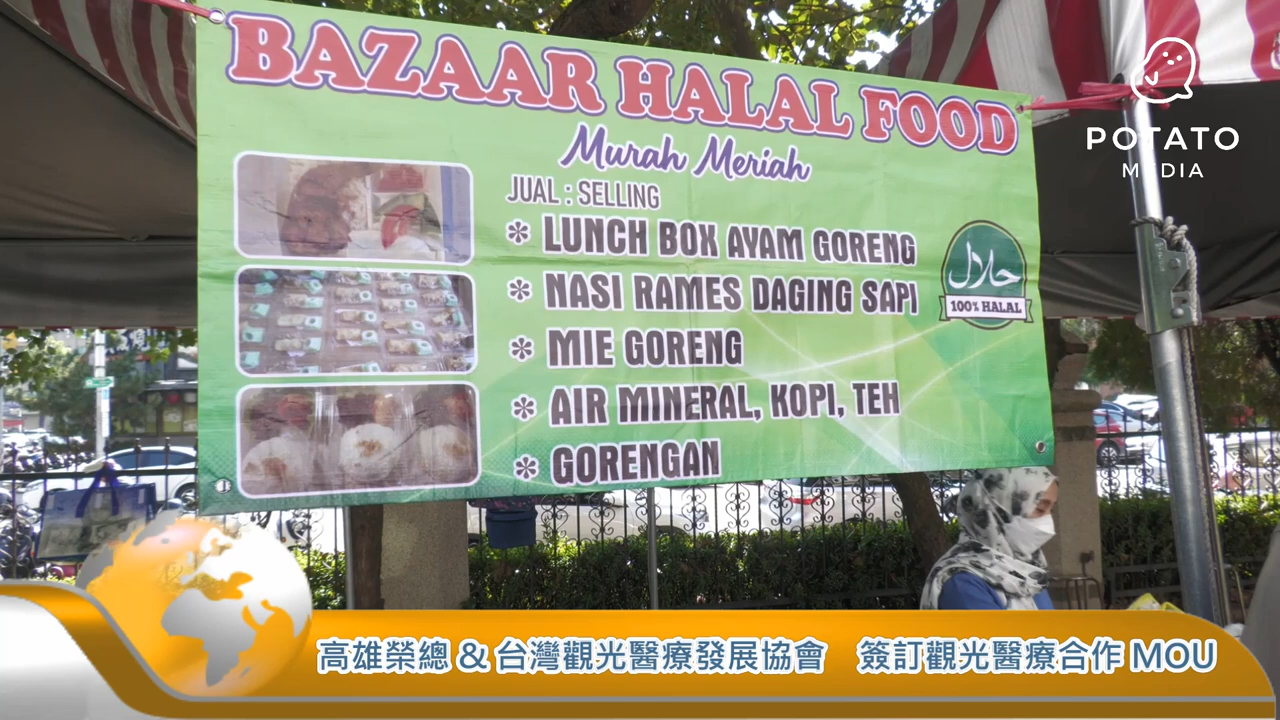 BAZAAR HALAL FOOD
Murah Meriah
JUAL : SELLING
* LUNCH BOX AYAM GORENG
* NASI RAMES DAGING SAPI
* MIE GORENG
* AIR MINERAL, KOPI, TEH
* GORENGAN
حلال
100% HALAL
POTATO
MEDIA
高雄榮總 & 台灣觀光醫療發展協會 簽訂觀光醫療合作 MOU